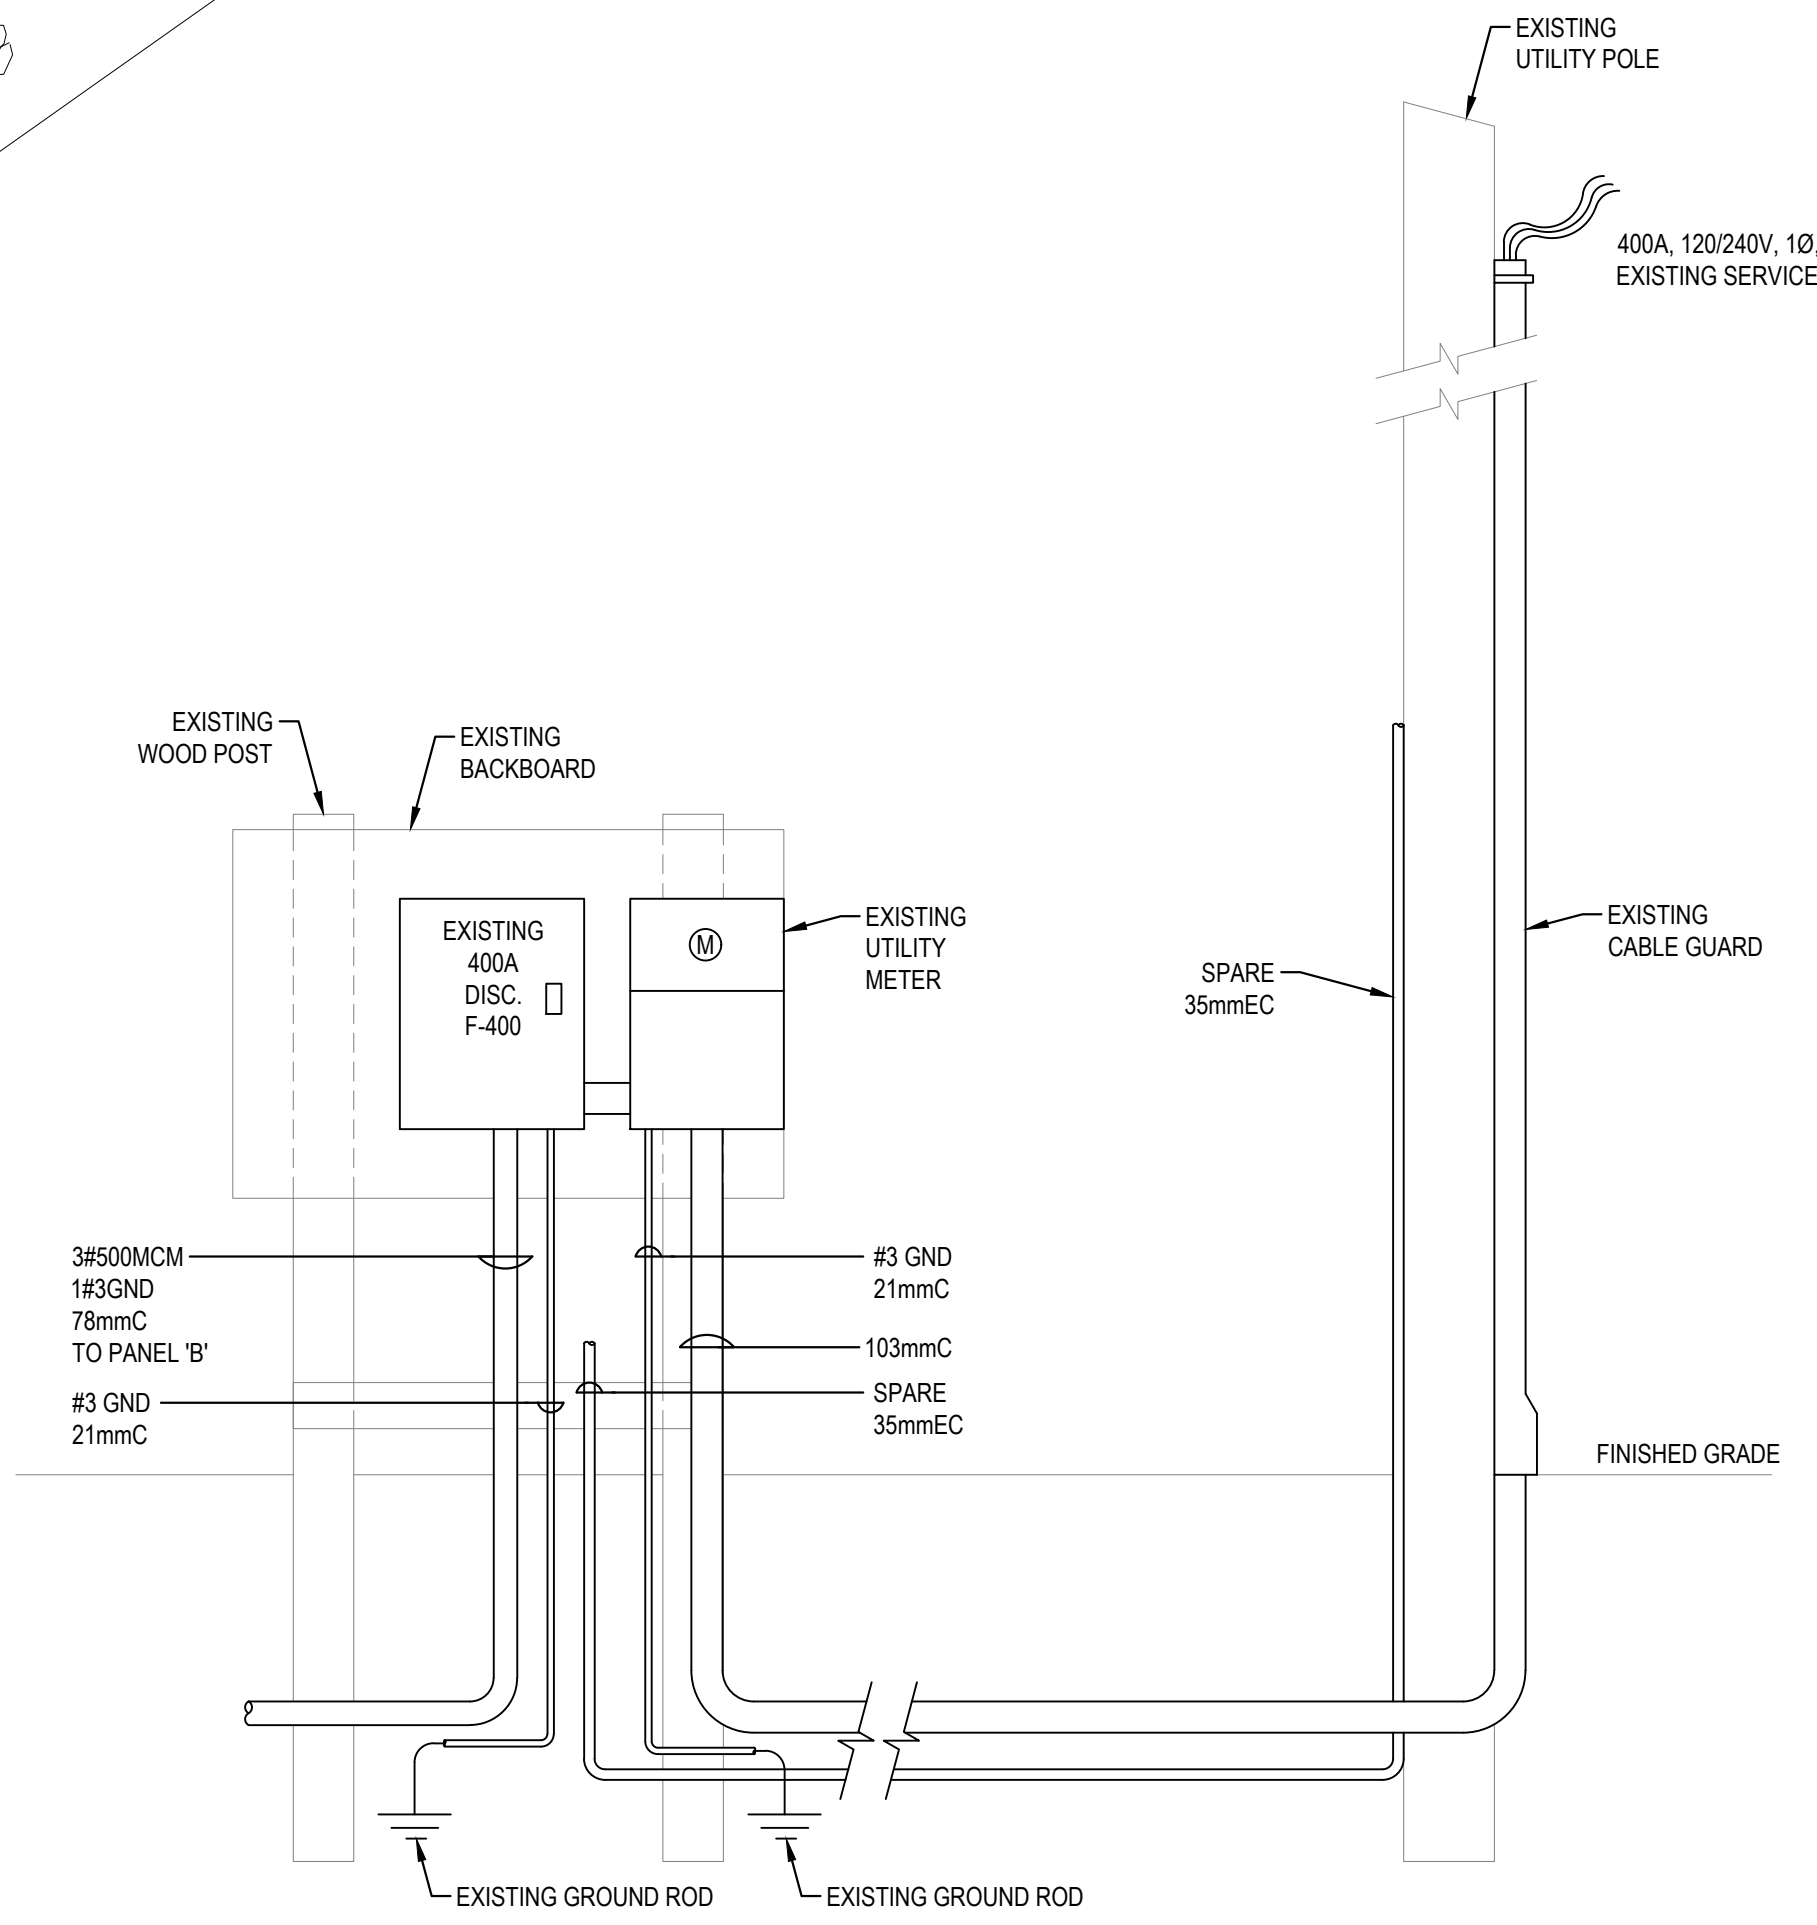 EXISTING
UTILITY POLE
400A, 120/240V, 1Ø,
EXISTING SERVICE
EXISTING
WOOD POST
EXISTING
BACKBOARD
EXISTING
400A
DISC.
F-400
M
EXISTING
UTILITY
METER
EXISTING
CABLE GUARD
SPARE
35mmEC
3#500MCM
1#3GND
78mmC
TO PANEL 'B'
#3 GND
21mmC
#3 GND
21mmC
103mmC
SPARE
35mmEC
FINISHED GRADE
EXISTING GROUND ROD
EXISTING GROUND ROD